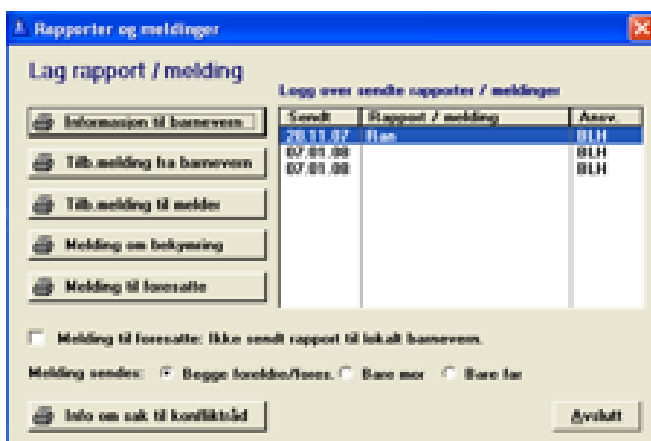 Rapporter og meldinger
Lag rapport / melding
Logg over sendte rapporter / meldinger
Informasjon til barnevern
Tilb.melding fra barnevern
Tilb.melding til melder
Melding om bekymring
Melding til foresatte
Sendt Rapport / melding Ansv.
28.11.07 Ran BLH
07.01.08 BLH
07.01.08 BLH
Melding til foresatte: Ikke sendt rapport til lokalt barnevern.
Melding sendes: Begge foreldre/fores. Bare mor Bare far
Info om sak til konfliktråd
Avslutt